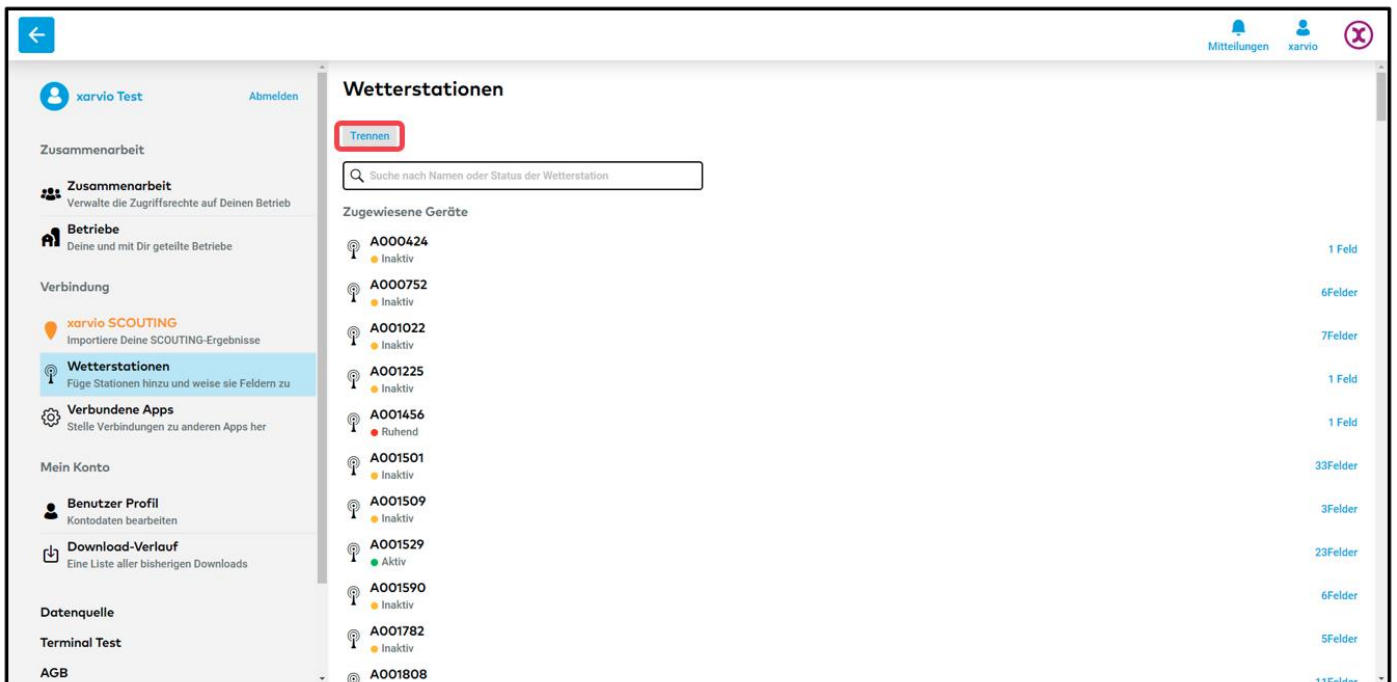 Mitteilungen
xarvio
xarvio Test
Abmelden
Zusammenarbeit
Zusammenarbeit
Verwalte die Zugriffsrechte auf Deinen Betrieb
Betriebe
Deine und mit Dir geteilte Betriebe
Verbindung
xarvio SCOUTING
Importiere Deine SCOUTING-Ergebnisse
Wetterstationen
Füge Stationen hinzu und weise sie Feldern zu
Verbundene Apps
Stelle Verbindungen zu anderen Apps her
Mein Konto
Benutzer Profil
Kontodaten bearbeiten
Download-Verlauf
Eine Liste aller bisherigen Downloads
Datenquelle
Terminal Test
AGB
Wetterstationen
Trennen
Suche nach Namen oder Status der Wetterstation
Zugewiesene Geräte
A000424
Inaktiv
1 Feld
A000752
Inaktiv
6Felder
A001022
Inaktiv
7Felder
A001225
Inaktiv
1 Feld
A001456
Ruhend
1 Feld
A001501
Inaktiv
33Felder
A001509
Inaktiv
3Felder
A001529
Aktiv
23Felder
A001590
Inaktiv
6Felder
A001782
Inaktiv
5Felder
A001808
11Felder